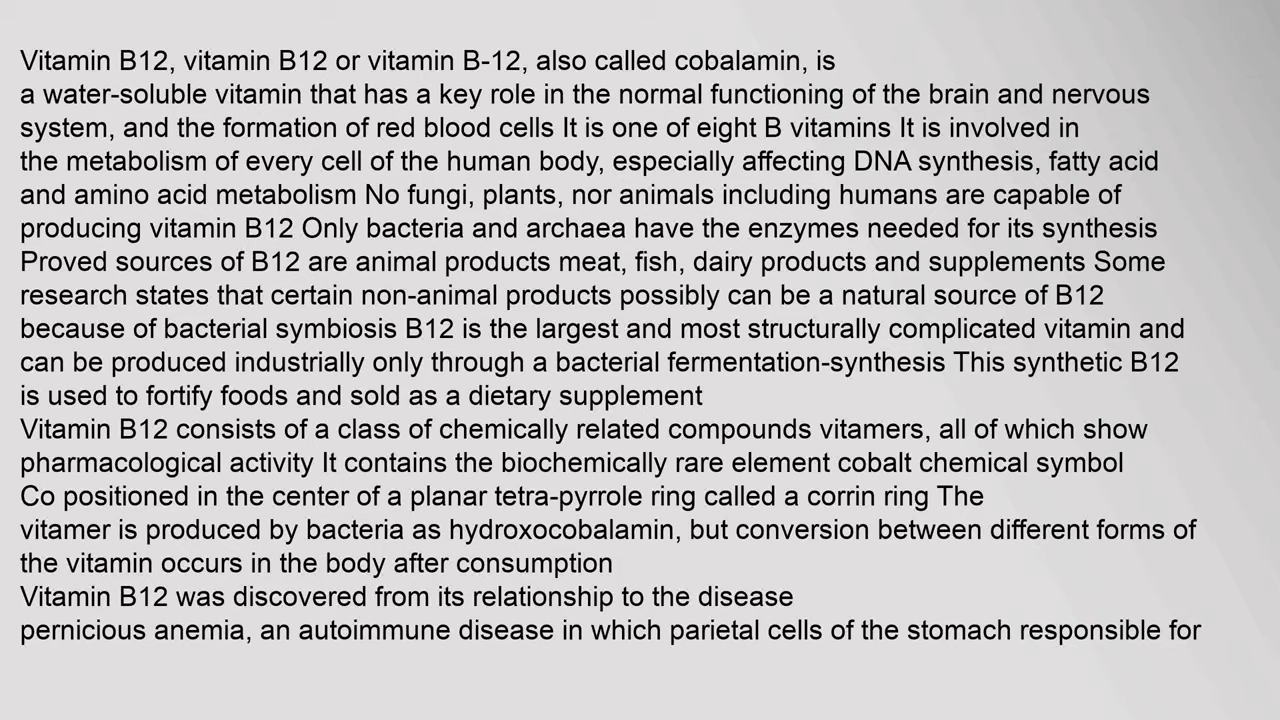 Vitamin B12, vitamin B12 or vitamin B-12, also called cobalamin, is
a water-soluble vitamin that has a key role in the normal functioning of the brain and nervous
system, and the formation of red blood cells It is one of eight B vitamins It is involved in
the metabolism of every cell of the human body, especially affecting DNA synthesis, fatty acid
and amino acid metabolism No fungi, plants, nor animals including humans are capable of
producing vitamin B12 Only bacteria and archaea have the enzymes needed for its synthesis
Proved sources of B12 are animal products meat, fish, dairy products and supplements Some
research states that certain non-animal products possibly can be a natural source of B12
because of bacterial symbiosis B12 is the largest and most structurally complicated vitamin and
can be produced industrially only through a bacterial fermentation-synthesis This synthetic B12
is used to fortify foods and sold as a dietary supplement
Vitamin B12 consists of a class of chemically related compounds vitamers, all of which show
pharmacological activity It contains the biochemically rare element cobalt chemical symbol
Co positioned in the center of a planar tetra-pyrrole ring called a corrin ring The
vitamer is produced by bacteria as hydroxocobalamin, but conversion between different forms of
the vitamin occurs in the body after consumption
Vitamin B12 was discovered from its relationship to the disease
pernicious anemia, an autoimmune disease in which parietal cells of the stomach responsible for